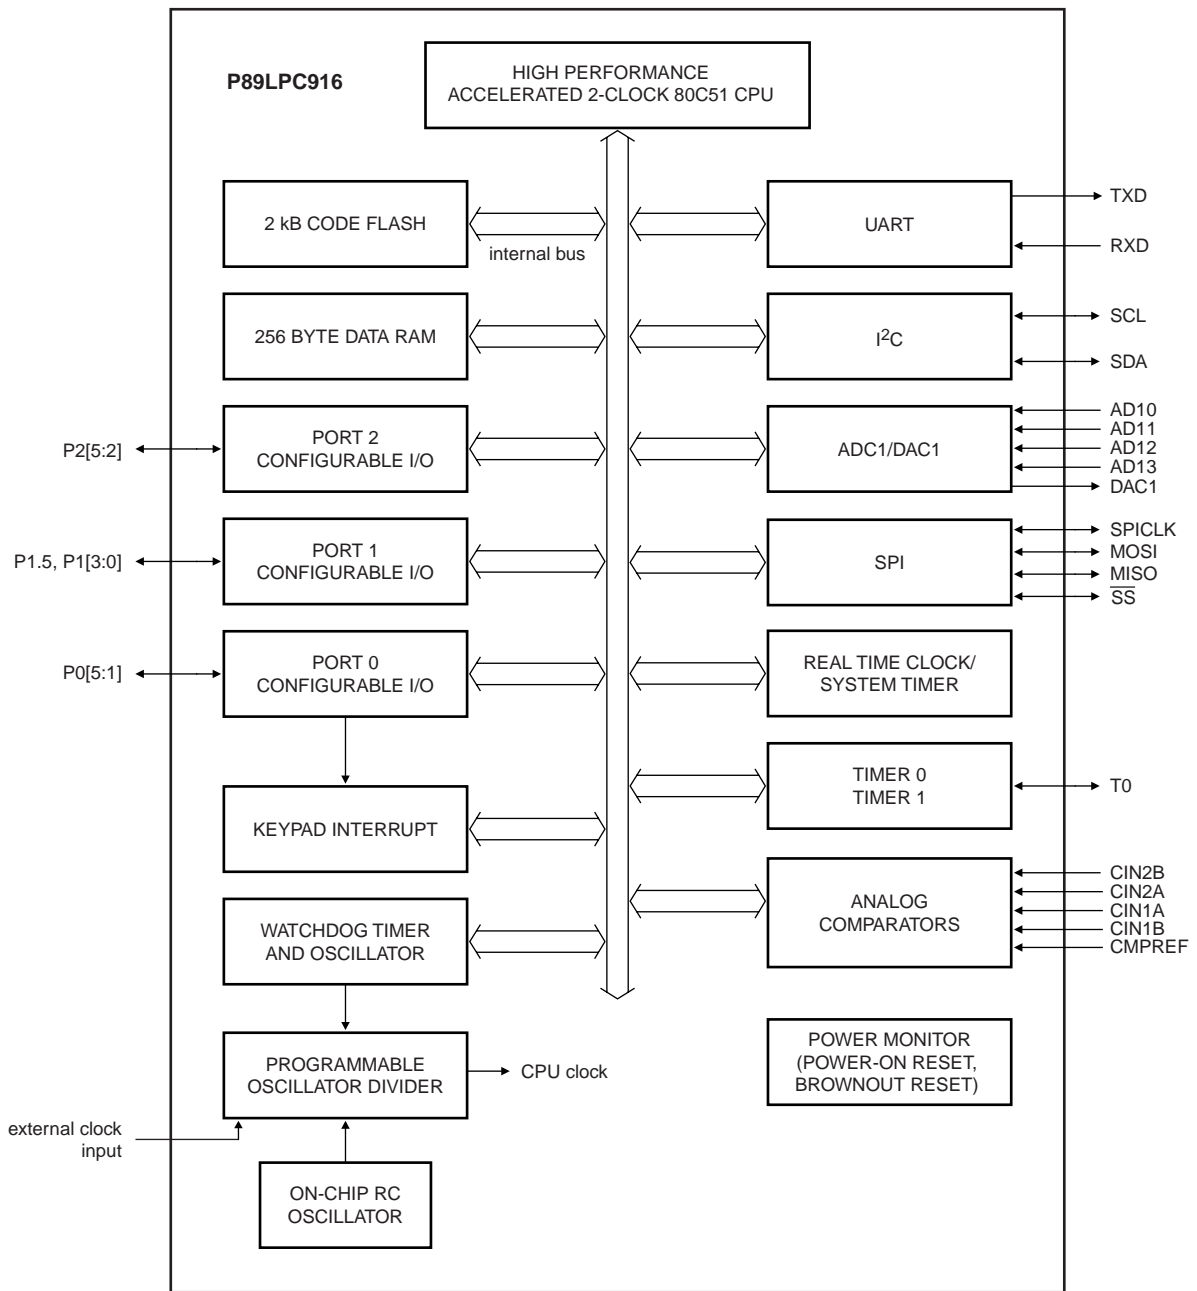 P89LPC916
HIGH PERFORMANCE
ACCELERATED 2-CLOCK 80C51 CPU
2 kB CODE FLASH
internal bus
UART
TXD
RXD
256 BYTE DATA RAM
I²C
SCL
SDA
P2[5:2]
PORT 2
CONFIGURABLE I/O
ADC1/DAC1
AD10
AD11
AD12
AD13
DAC1
P1.5, P1[3:0]
PORT 1
CONFIGURABLE I/O
SPI
SPICLK
MOSI
MISO
S̅S̅
P0[5:1]
PORT 0
CONFIGURABLE I/O
REAL TIME CLOCK/
SYSTEM TIMER
KEYPAD INTERRUPT
TIMER 0
TIMER 1
T0
WATCHDOG TIMER
AND OSCILLATOR
ANALOG
COMPARATORS
CIN2B
CIN2A
CIN1A
CIN1B
CMPREF
PROGRAMMABLE
OSCILLATOR DIVIDER
CPU clock
POWER MONITOR
(POWER-ON RESET,
BROWNOUT RESET)
external clock
input
ON-CHIP RC
OSCILLATOR